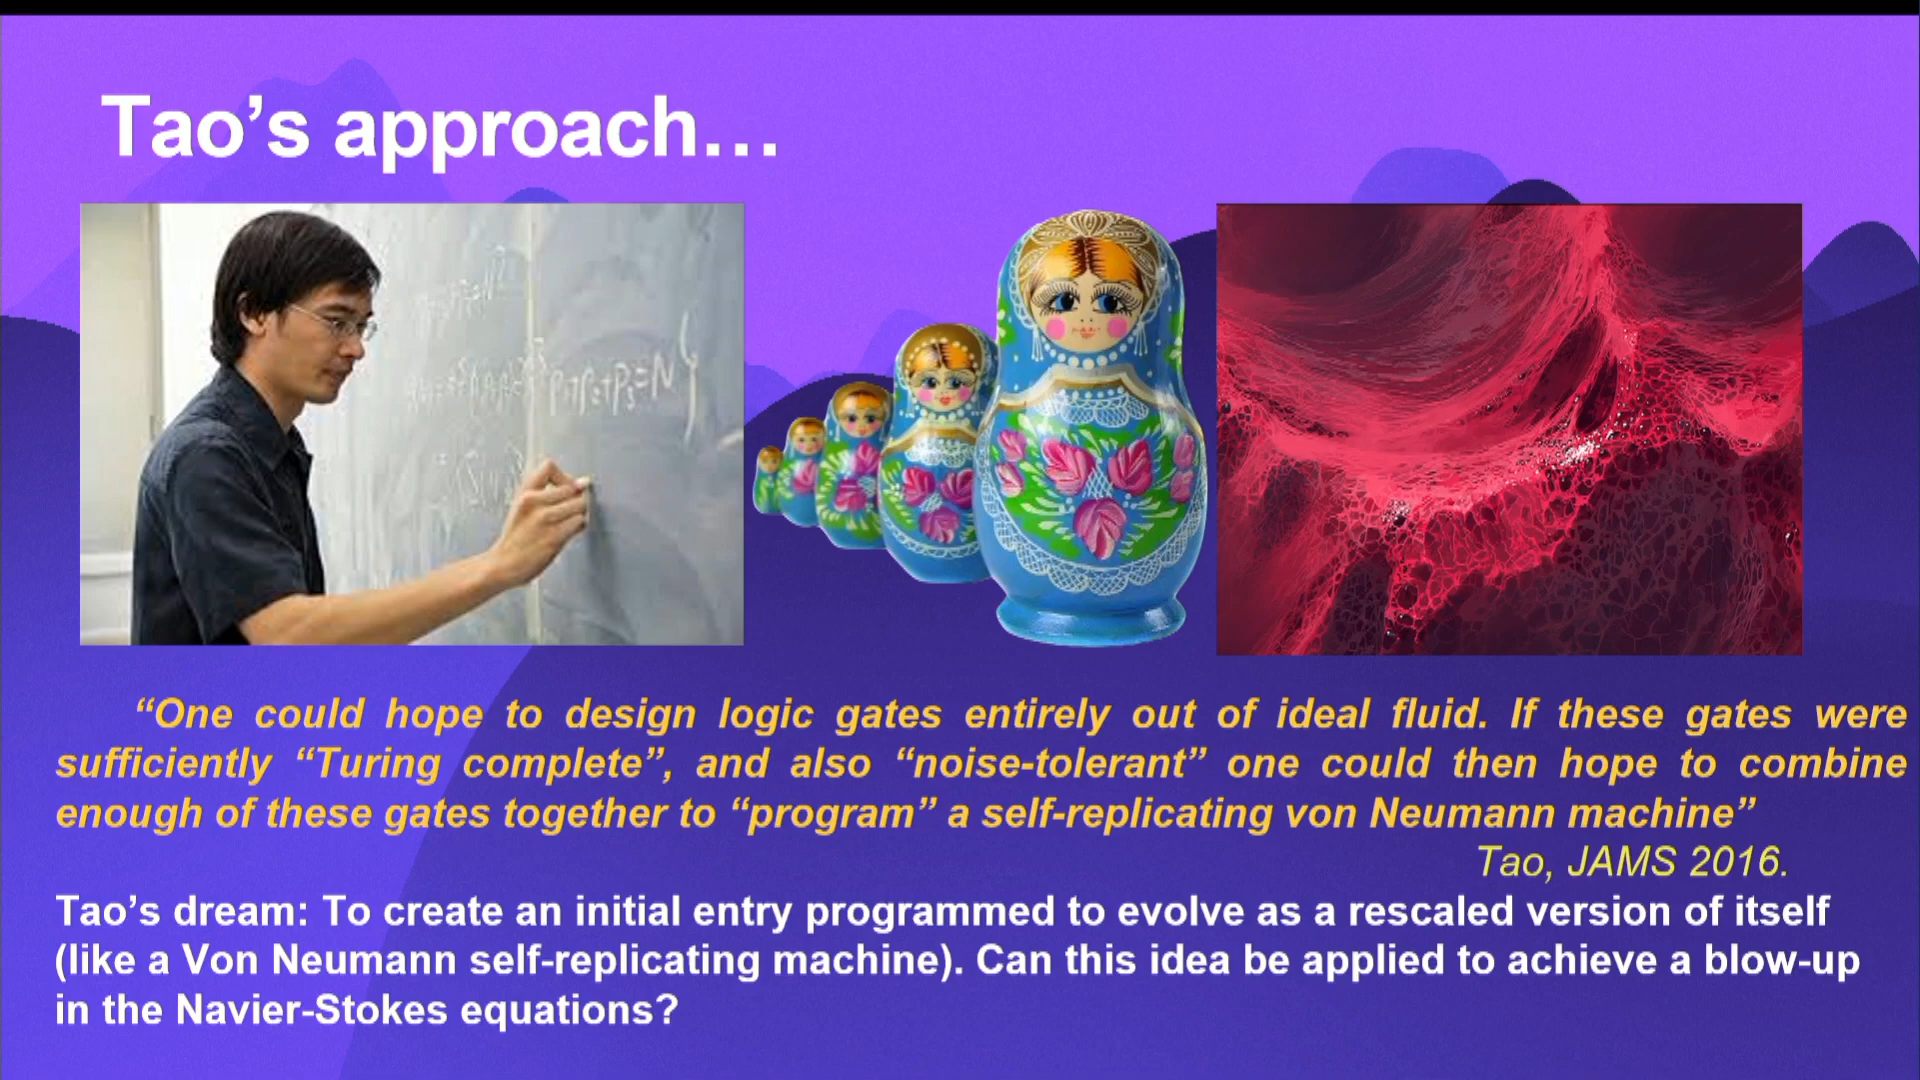 Tao’s approach…
“One could hope to design logic gates entirely out of ideal fluid. If these gates were
sufficiently “Turing complete”, and also “noise-tolerant” one could then hope to combine
enough of these gates together to “program” a self-replicating von Neumann machine”
Tao, JAMS 2016.
Tao’s dream: To create an initial entry programmed to evolve as a rescaled version of itself
(like a Von Neumann self-replicating machine). Can this idea be applied to achieve a blow-up
in the Navier-Stokes equations?